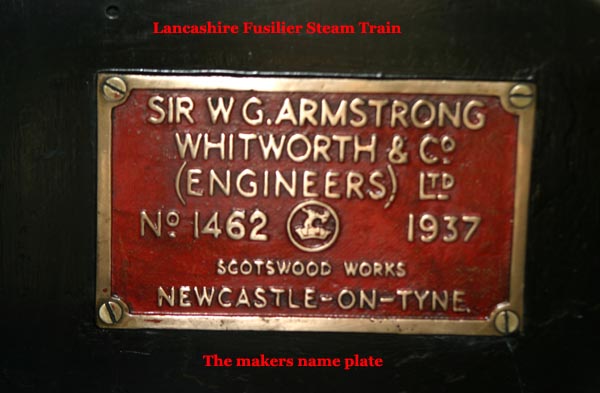 Lancashire Fusilier Steam Train
SIR W G. ARMSTRONG
WHITWORTH & Cº
(ENGINEERS) LTD
Nº 1462 1937
SCOTSWOOD WORKS
NEWCASTLE-ON-TYNE.
The makers name plate